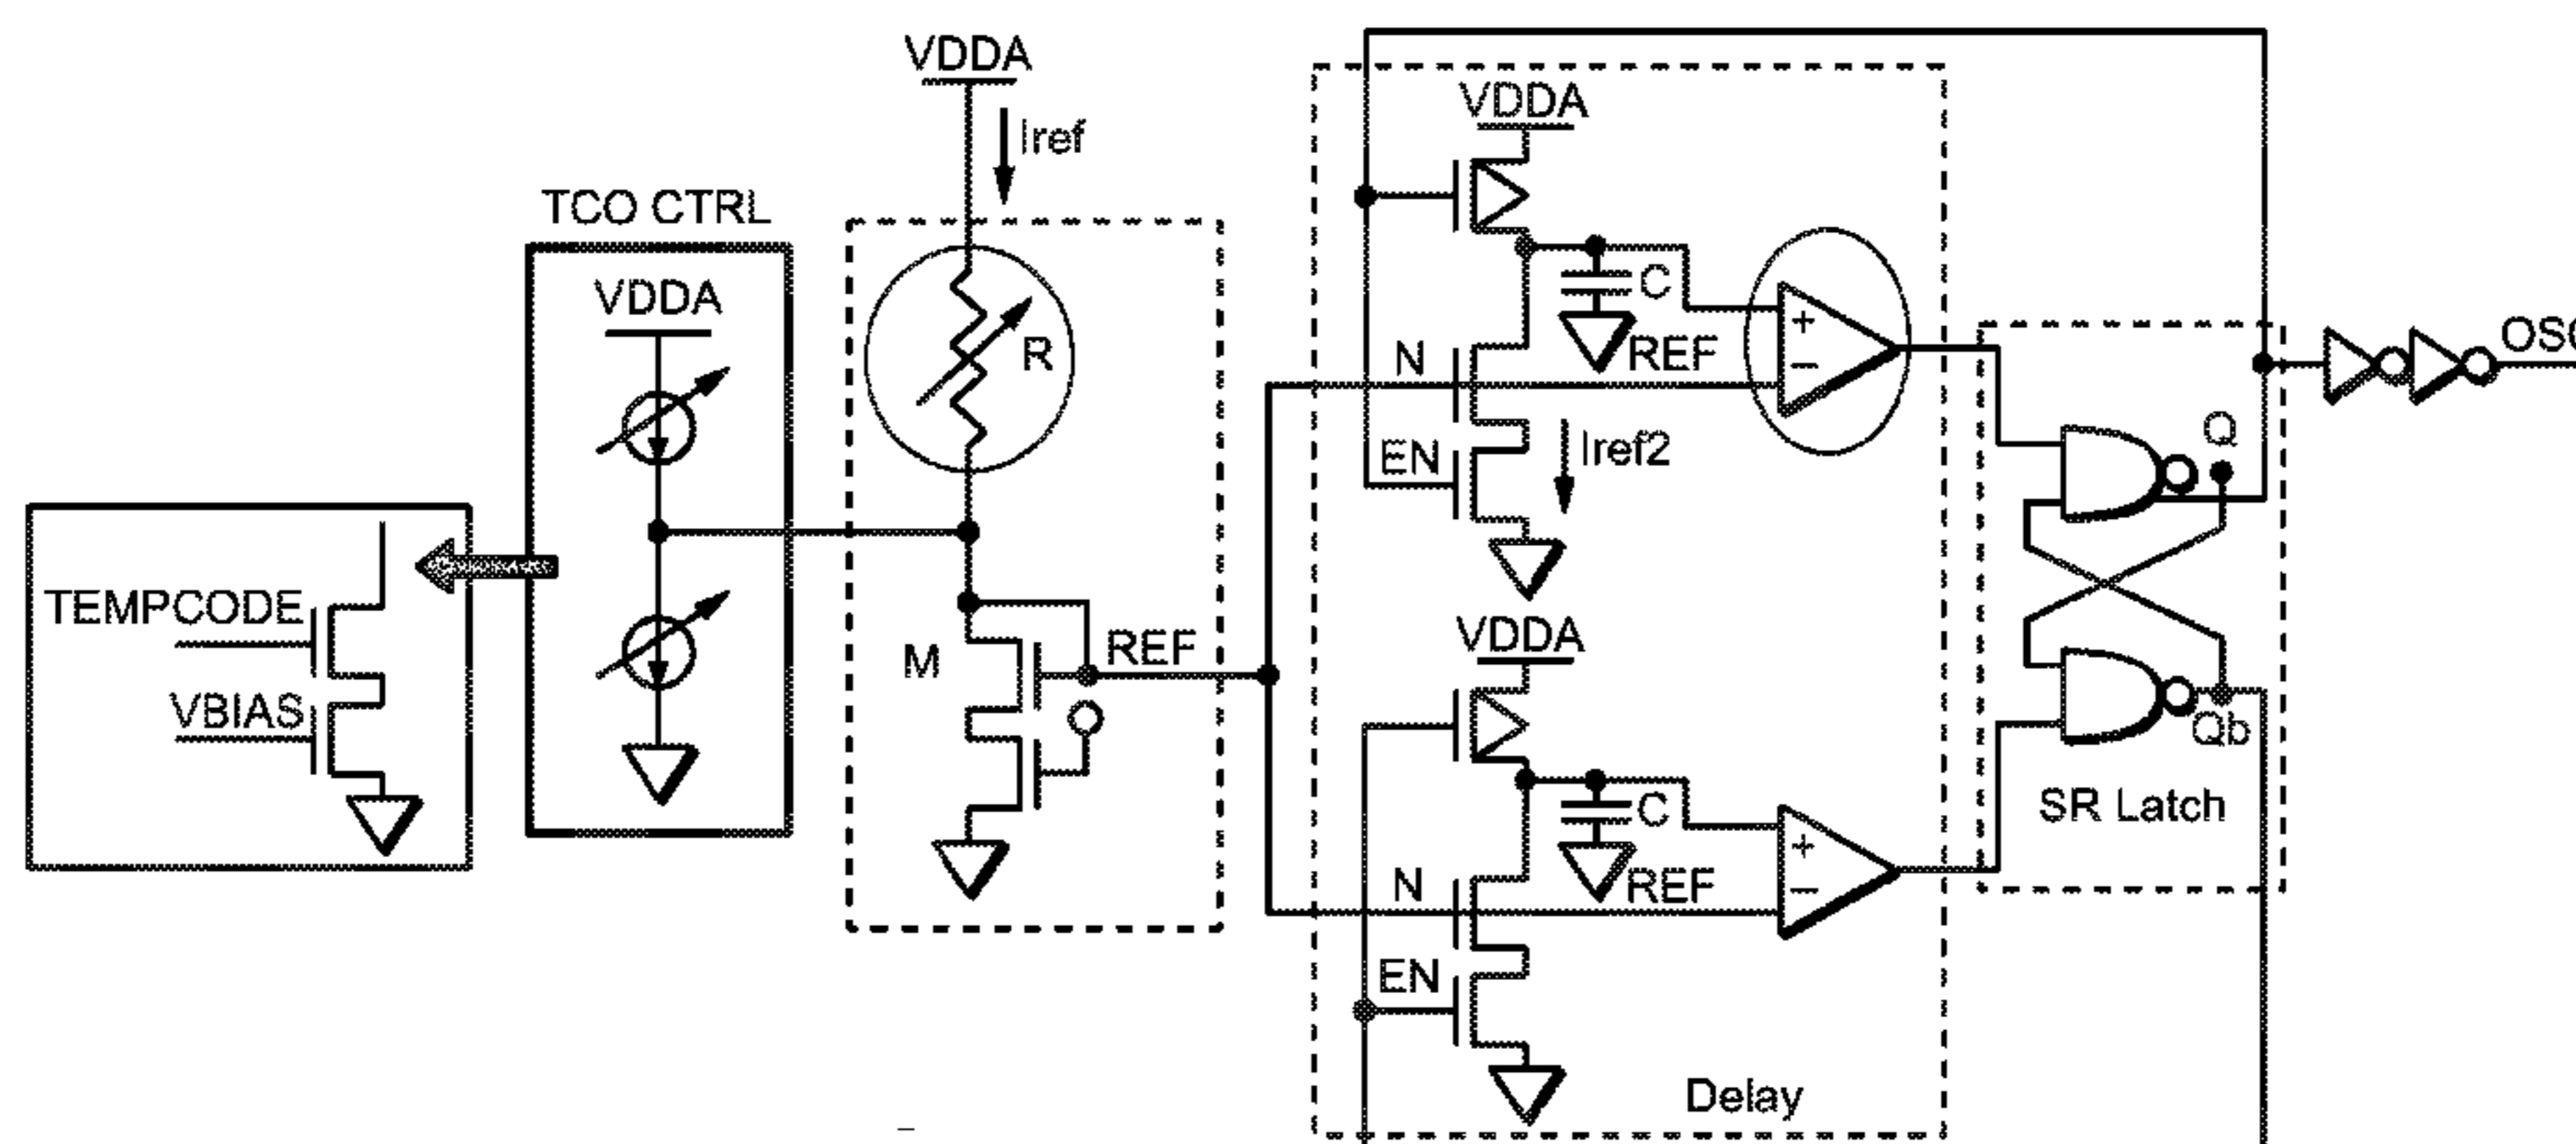 VDDA
Iref
TCO CTRL
VDDA
R
TEMPCODE
VBIAS
M
REF
VDDA
C
REF
N
+
−
EN
Iref2
VDDA
C
REF
N
+
−
EN
Delay
Q
Qb
SR Latch